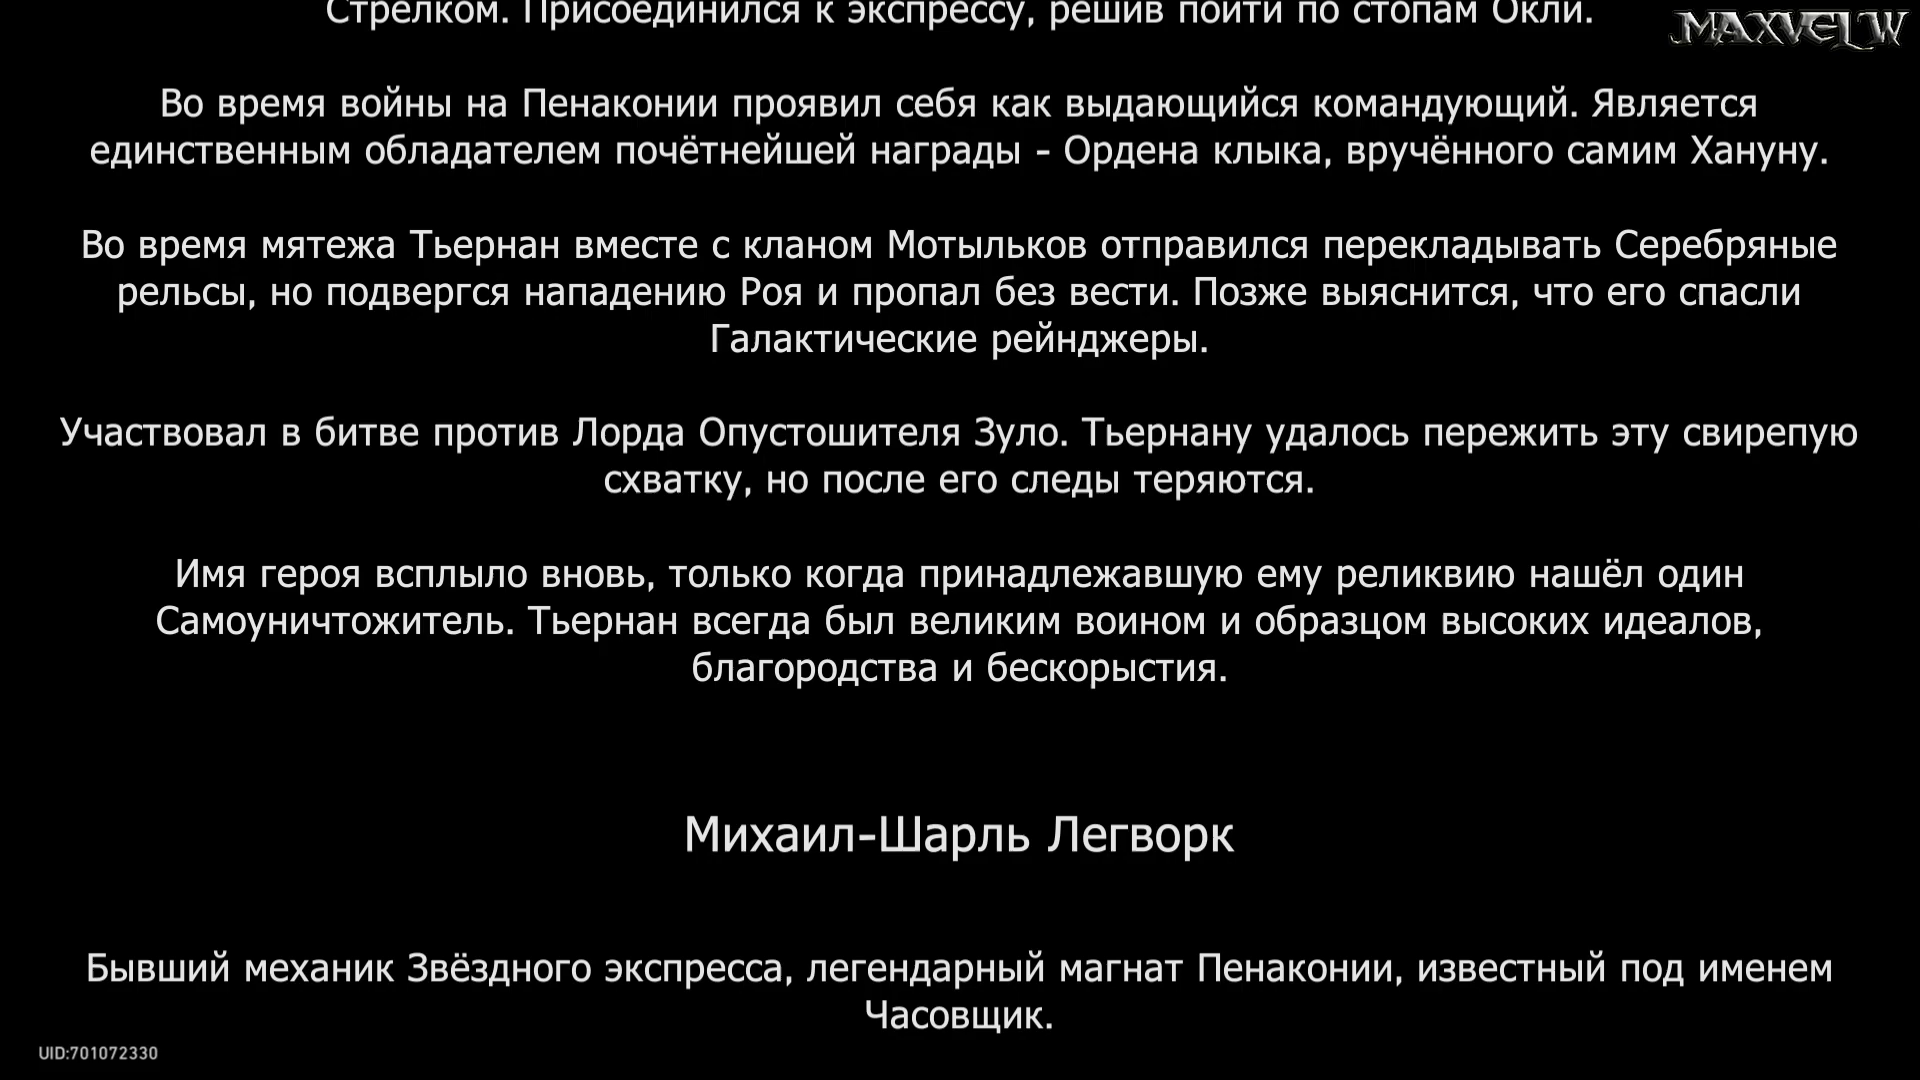 Стрелком. Присоединился к экспрессу, решив пойти по стопам Окли.
MAXVELW
Во время войны на Пенаконии проявил себя как выдающийся командующий. Является
единственным обладателем почётнейшей награды - Ордена клыка, вручённого самим Хануну.
Во время мятежа Тьернан вместе с кланом Мотыльков отправился перекладывать Серебряные
рельсы, но подвергся нападению Роя и пропал без вести. Позже выяснится, что его спасли
Галактические рейнджеры.
Участвовал в битве против Лорда Опустошителя Зуло. Тьернану удалось пережить эту свирепую
схватку, но после его следы теряются.
Имя героя всплыло вновь, только когда принадлежавшую ему реликвию нашёл один
Самоуничтожитель. Тьернан всегда был великим воином и образцом высоких идеалов,
благородства и бескорыстия.
Михаил-Шарль Легворк
Бывший механик Звёздного экспресса, легендарный магнат Пенаконии, известный под именем
Часовщик.
UID:701072330